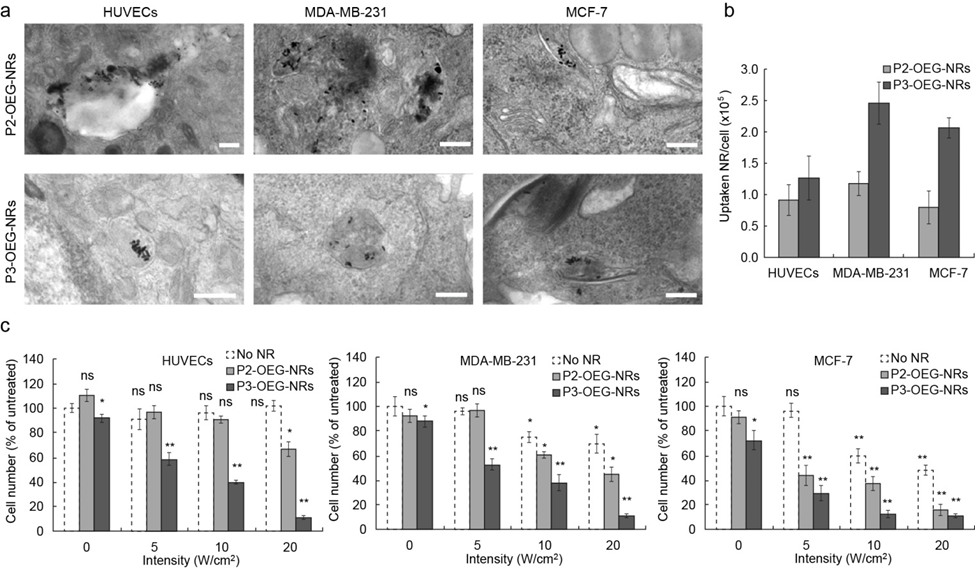 a
HUVECs
MDA-MB-231
MCF-7
P2-OEG-NRs
P3-OEG-NRs
b
Uptaken NR/cell (x10⁵)
3.0
2.5
2.0
1.5
1.0
0.5
0.0
P2-OEG-NRs
P3-OEG-NRs
HUVECs MDA-MB-231 MCF-7
c
HUVECs
Cell number (% of untreated)
140
120
100
80
60
40
20
0
No NR
P2-OEG-NRs
P3-OEG-NRs
ns * ns ns ** ns ns ** ns * **
0 5 10 20
Intensity (W/cm²)
MDA-MB-231
Cell number (% of untreated)
140
120
100
80
60
40
20
0
No NR
P2-OEG-NRs
P3-OEG-NRs
ns * ns ns ** * * ** * * **
0 5 10 20
Intensity (W/cm²)
MCF-7
Cell number (% of untreated)
140
120
100
80
60
40
20
0
No NR
P2-OEG-NRs
P3-OEG-NRs
ns * ns ** ** ** ** ** ** ** **
0 5 10 20
Intensity (W/cm²)